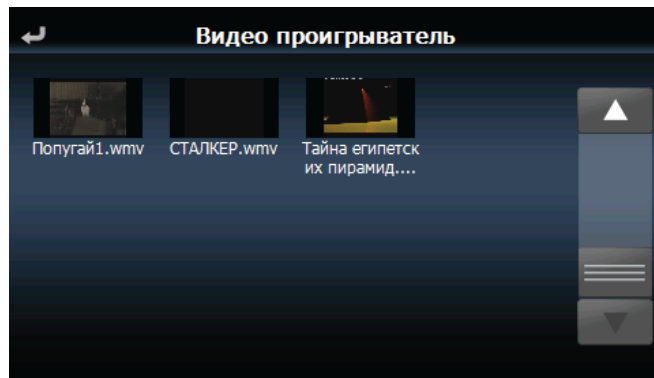 Видео проигрыватель
Попугай1.wmv
СТАЛКЕР.wmv
Тайна египетск
их пирамид....